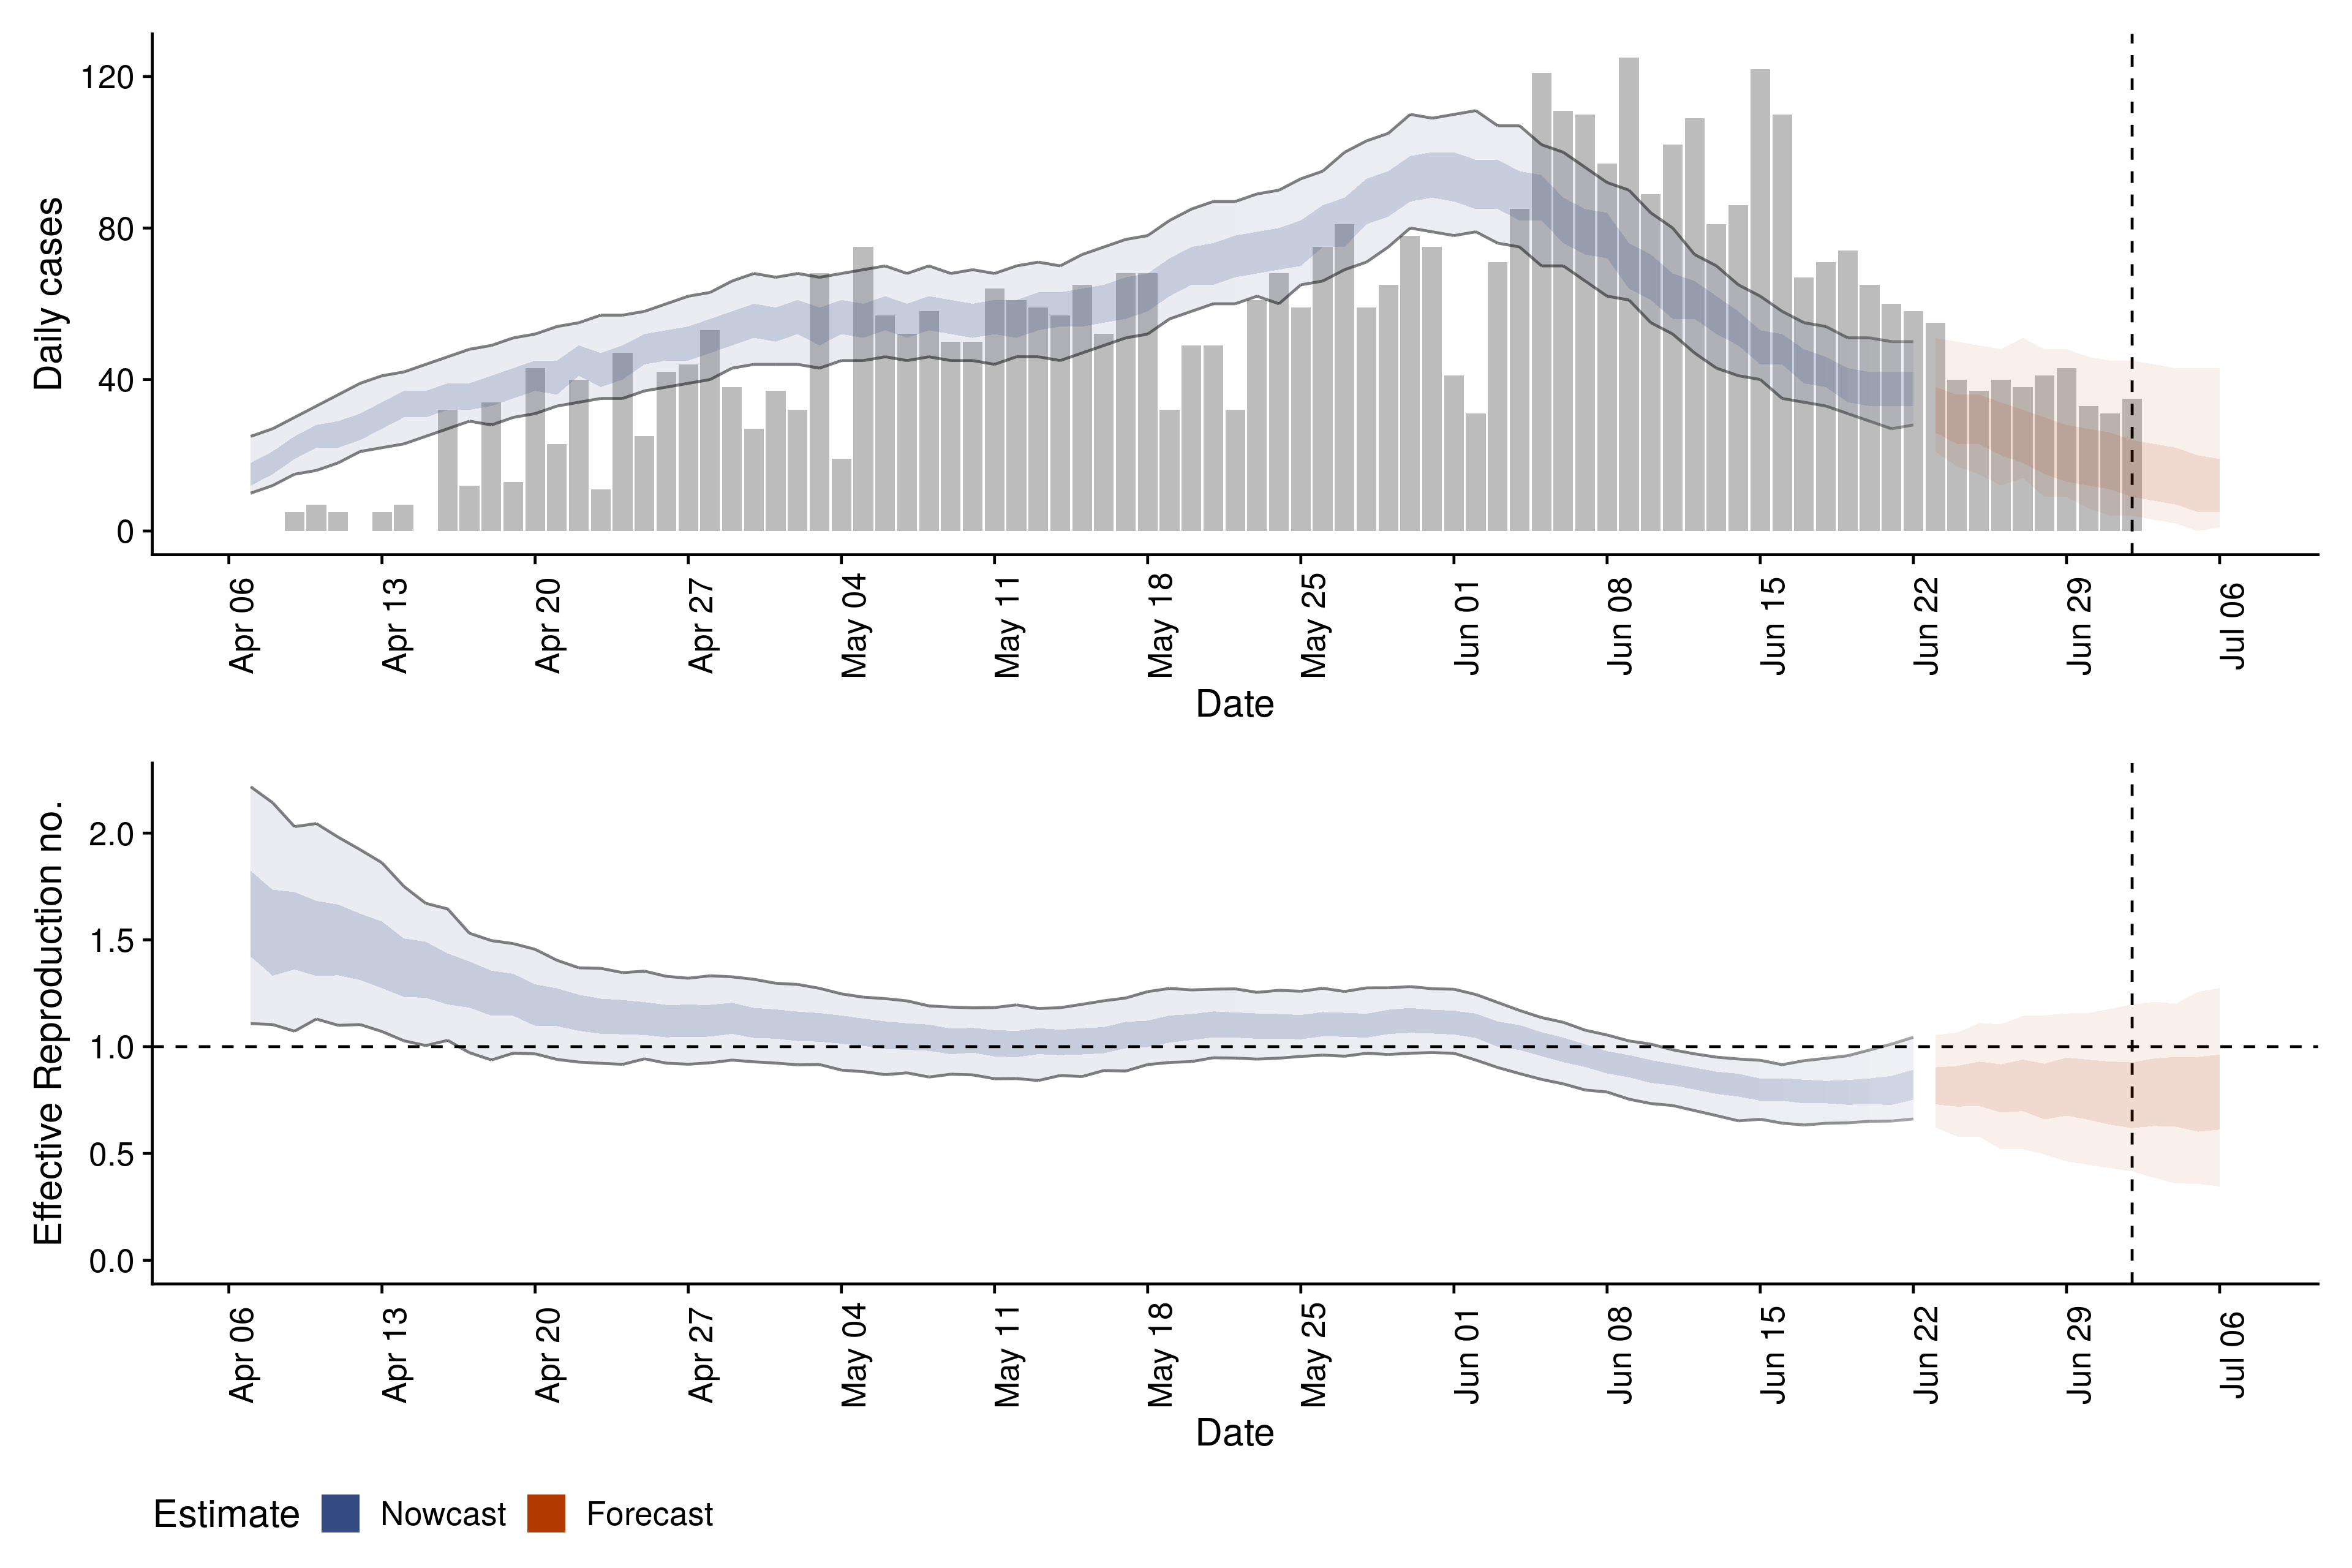 Daily cases
120
80
40
0
Apr 06
Apr 13
Apr 20
Apr 27
May 04
May 11
May 18
May 25
Jun 01
Jun 08
Jun 15
Jun 22
Jun 29
Jul 06
Date
Effective Reproduction no.
2.0
1.5
1.0
0.5
0.0
Apr 06
Apr 13
Apr 20
Apr 27
May 04
May 11
May 18
May 25
Jun 01
Jun 08
Jun 15
Jun 22
Jun 29
Jul 06
Date
Estimate Nowcast Forecast